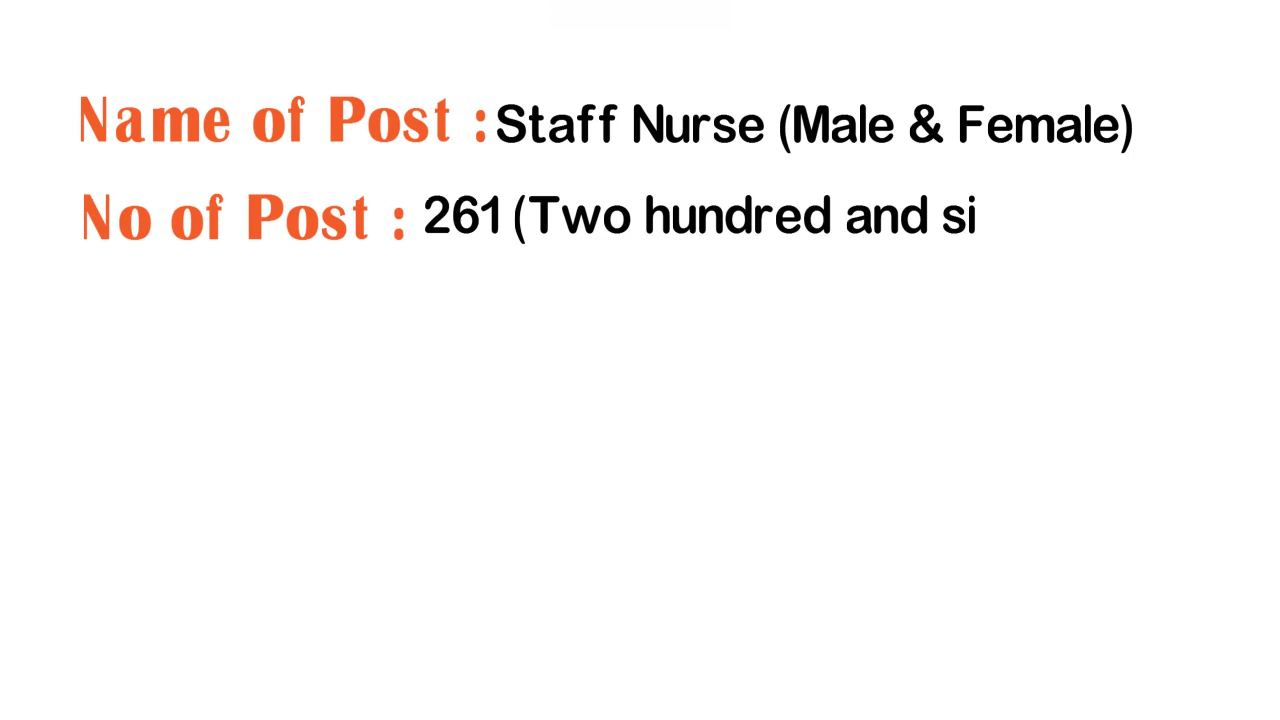 Name of Post : Staff Nurse (Male & Female)
No of Post : 261 (Two hundred and si